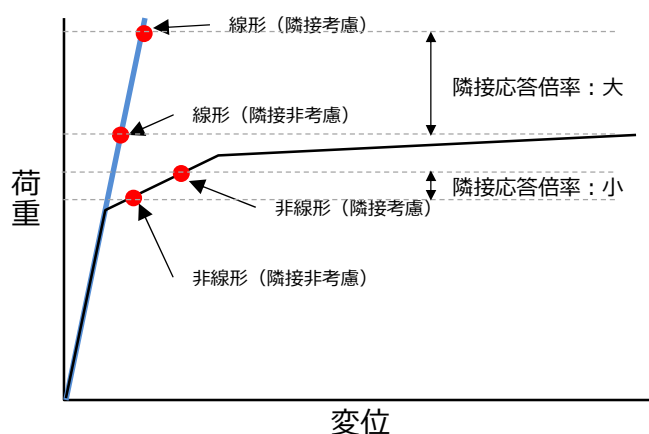 線形（隣接考慮）
隣接応答倍率：大
線形（隣接非考慮）
隣接応答倍率：小
非線形（隣接考慮）
非線形（隣接非考慮）
荷重
変位